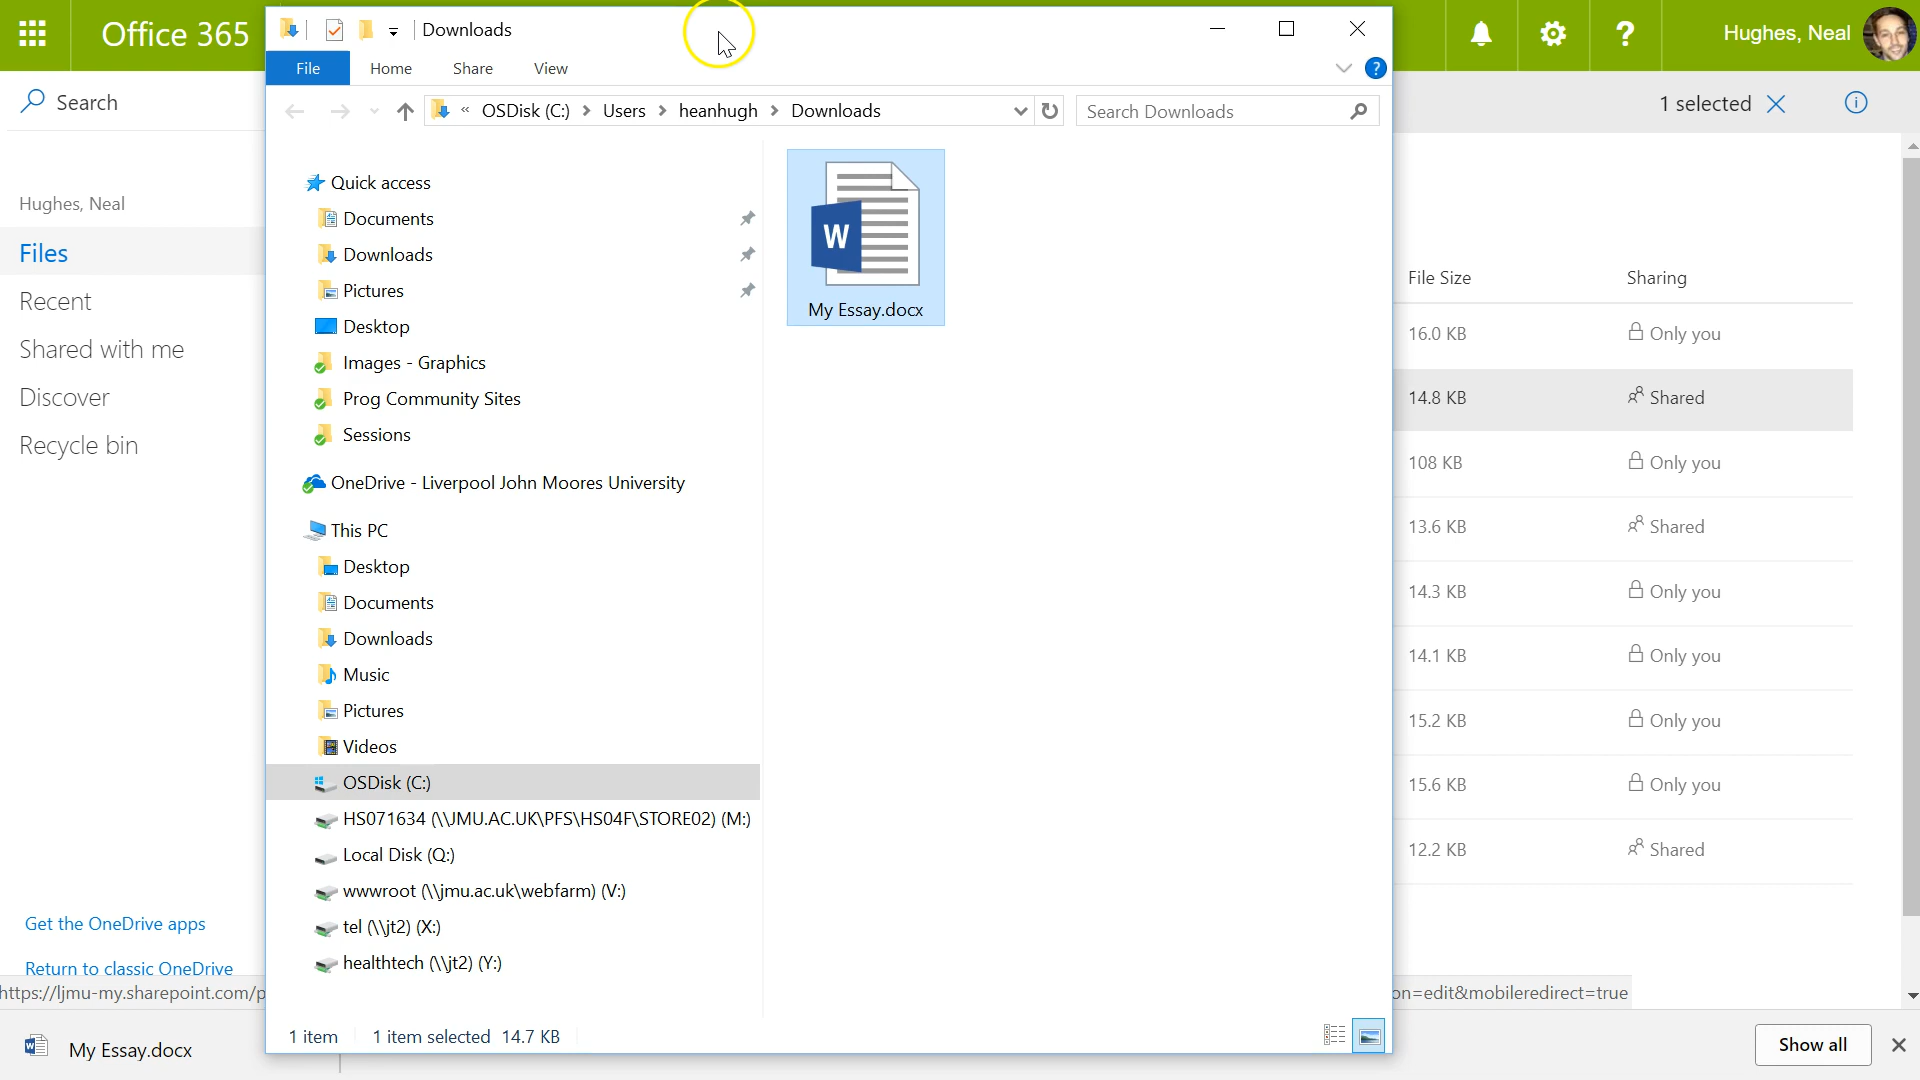 Office 365
Downloads
Hughes, Neal
File
Home
Share
View
?
?
Search
« OSDisk (C:) > Users > heanhugh > Downloads
Search Downloads
1 selected
Hughes, Neal
Files
Recent
Shared with me
Discover
Recycle bin
Get the OneDrive apps
Return to classic OneDrive
https://ljmu-my.sharepoint.com/p
My Essay.docx
Quick access
Documents
Downloads
Pictures
Desktop
Images - Graphics
Prog Community Sites
Sessions
OneDrive - Liverpool John Moores University
This PC
Desktop
Documents
Downloads
Music
Pictures
Videos
OSDisk (C:)
HS071634 (\\JMU.AC.UK\PFS\HS04F\STORE02) (M:)
Local Disk (Q:)
wwwroot (\\jmu.ac.uk\webfarm) (V:)
tel (\\jt2) (X:)
healthtech (\\jt2) (Y:)
1 item
1 item selected 14.7 KB
W
My Essay.docx
File Size
Sharing
16.0 KB
Only you
14.8 KB
Shared
108 KB
Only you
13.6 KB
Shared
14.3 KB
Only you
14.1 KB
Only you
15.2 KB
Only you
15.6 KB
Only you
12.2 KB
Shared
on=edit&mobileredirect=true
Show all